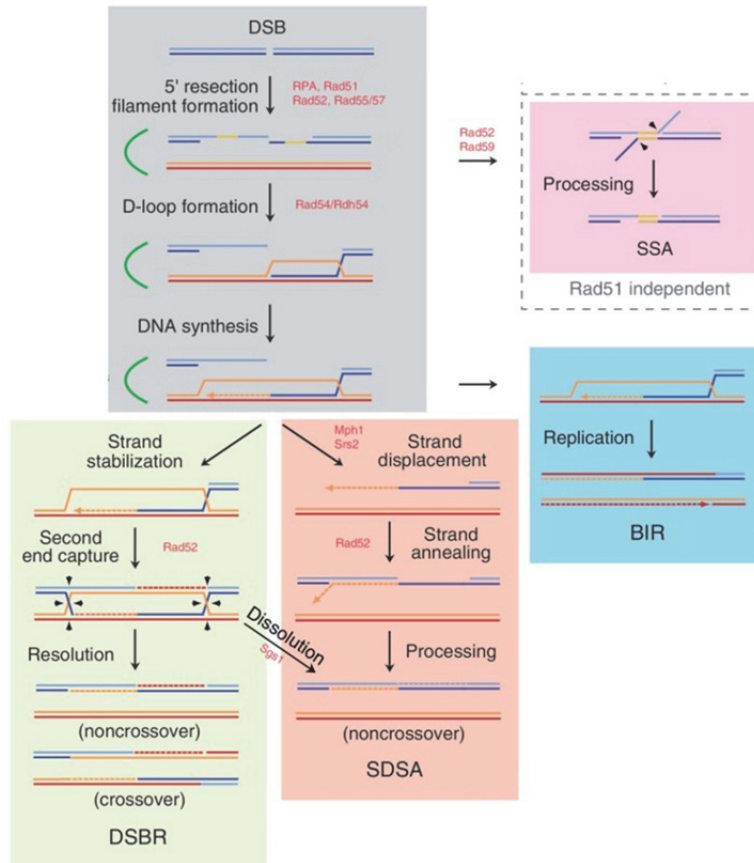 DSB
5' resection
filament formation
RPA, Rad51
Rad52, Rad55/57
Rad52
Rad59
D-loop formation
Rad54/Rdh54
DNA synthesis
Processing
SSA
Rad51 independent
Replication
BIR
Strand
stabilization
Second
end capture
Rad52
Resolution
(noncrossover)
(crossover)
DSBR
Dissolution
Sgs1
Mph1
Srs2
Strand
displacement
Rad52
Strand
annealing
Processing
(noncrossover)
SDSA